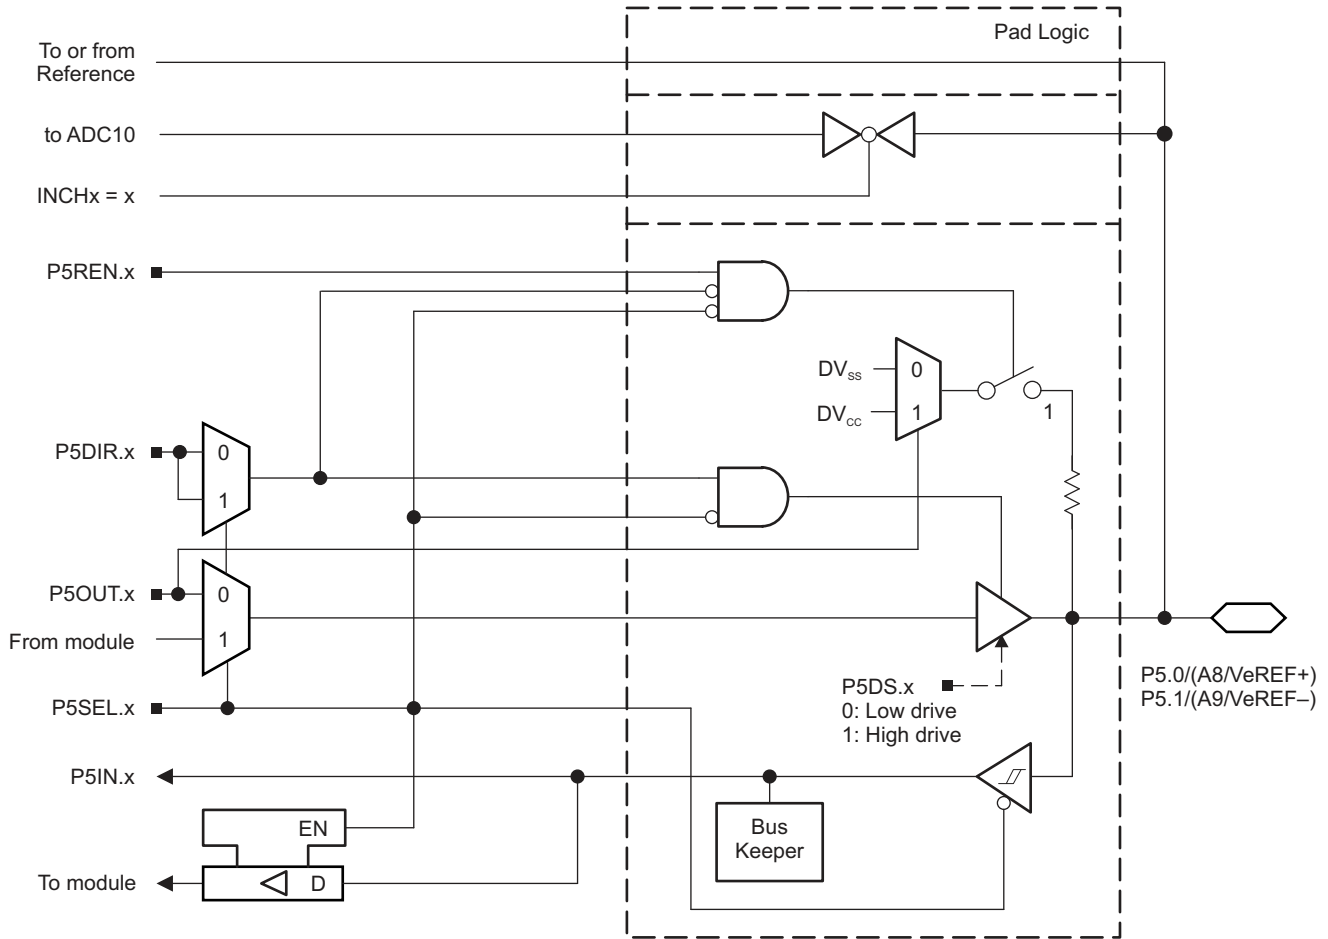 Pad Logic
To or from
Reference
to ADC10
INCHx = x
P5REN.x
DVSS
0
DVCC
1
1
P5DIR.x
0
1
P5OUT.x
0
From module
1
P5SEL.x
P5DS.x
0: Low drive
1: High drive
P5.0/(A8/VeREF+)
P5.1/(A9/VeREF–)
P5IN.x
Bus
Keeper
EN
To module
D